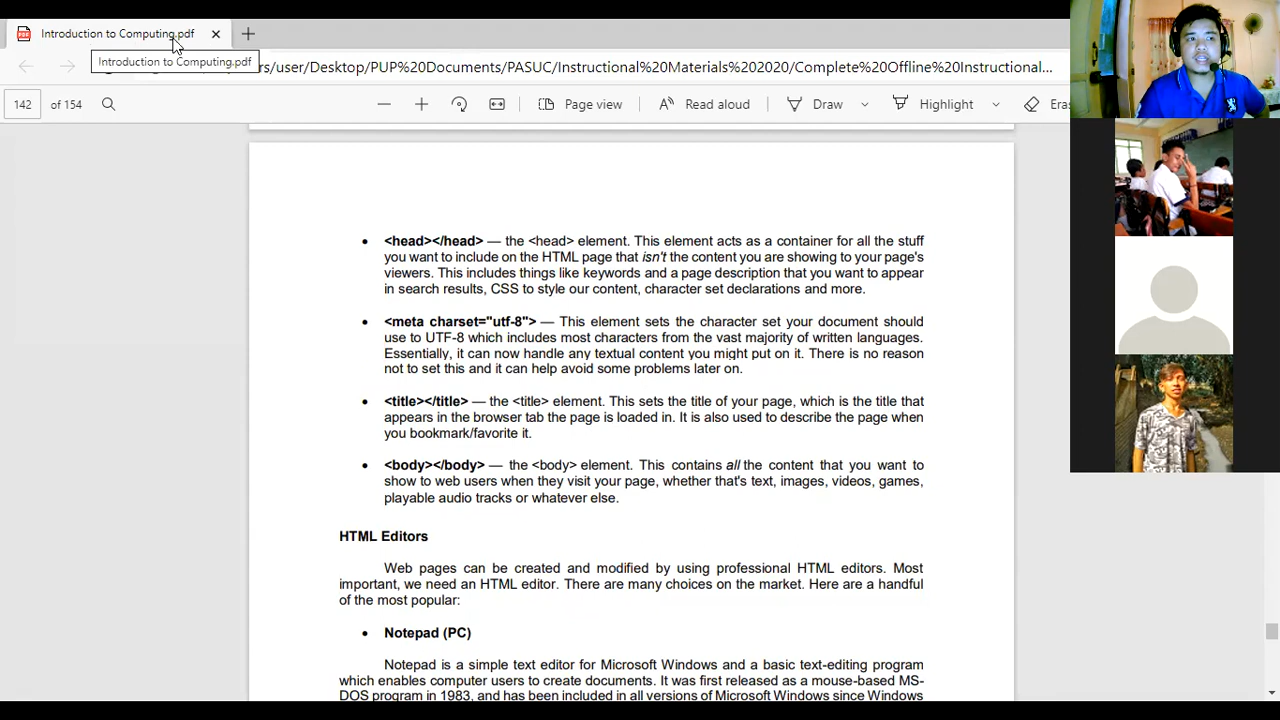 Introduction to Computing.pdf
Introduction to Computing.pdf
/user/Desktop/PUP%20Documents/PASUC/Instructional%20Materials%202020/Complete%20Offline%20Instructional...
142 of 154
Page view
Read aloud
Draw
Highlight
• <head></head> — the <head> element. This element acts as a container for all the stuff
you want to include on the HTML page that isn't the content you are showing to your page's
viewers. This includes things like keywords and a page description that you want to appear
in search results, CSS to style our content, character set declarations and more.
• <meta charset="utf-8"> — This element sets the character set your document should
use to UTF-8 which includes most characters from the vast majority of written languages.
Essentially, it can now handle any textual content you might put on it. There is no reason
not to set this and it can help avoid some problems later on.
• <title></title> — the <title> element. This sets the title of your page, which is the title that
appears in the browser tab the page is loaded in. It is also used to describe the page when
you bookmark/favorite it.
• <body></body> — the <body> element. This contains all the content that you want to
show to web users when they visit your page, whether that's text, images, videos, games,
playable audio tracks or whatever else.
HTML Editors
Web pages can be created and modified by using professional HTML editors. Most
important, we need an HTML editor. There are many choices on the market. Here are a handful
of the most popular:
• Notepad (PC)
Notepad is a simple text editor for Microsoft Windows and a basic text-editing program
which enables computer users to create documents. It was first released as a mouse-based MS-
DOS program in 1983, and has been included in all versions of Microsoft Windows since Windows